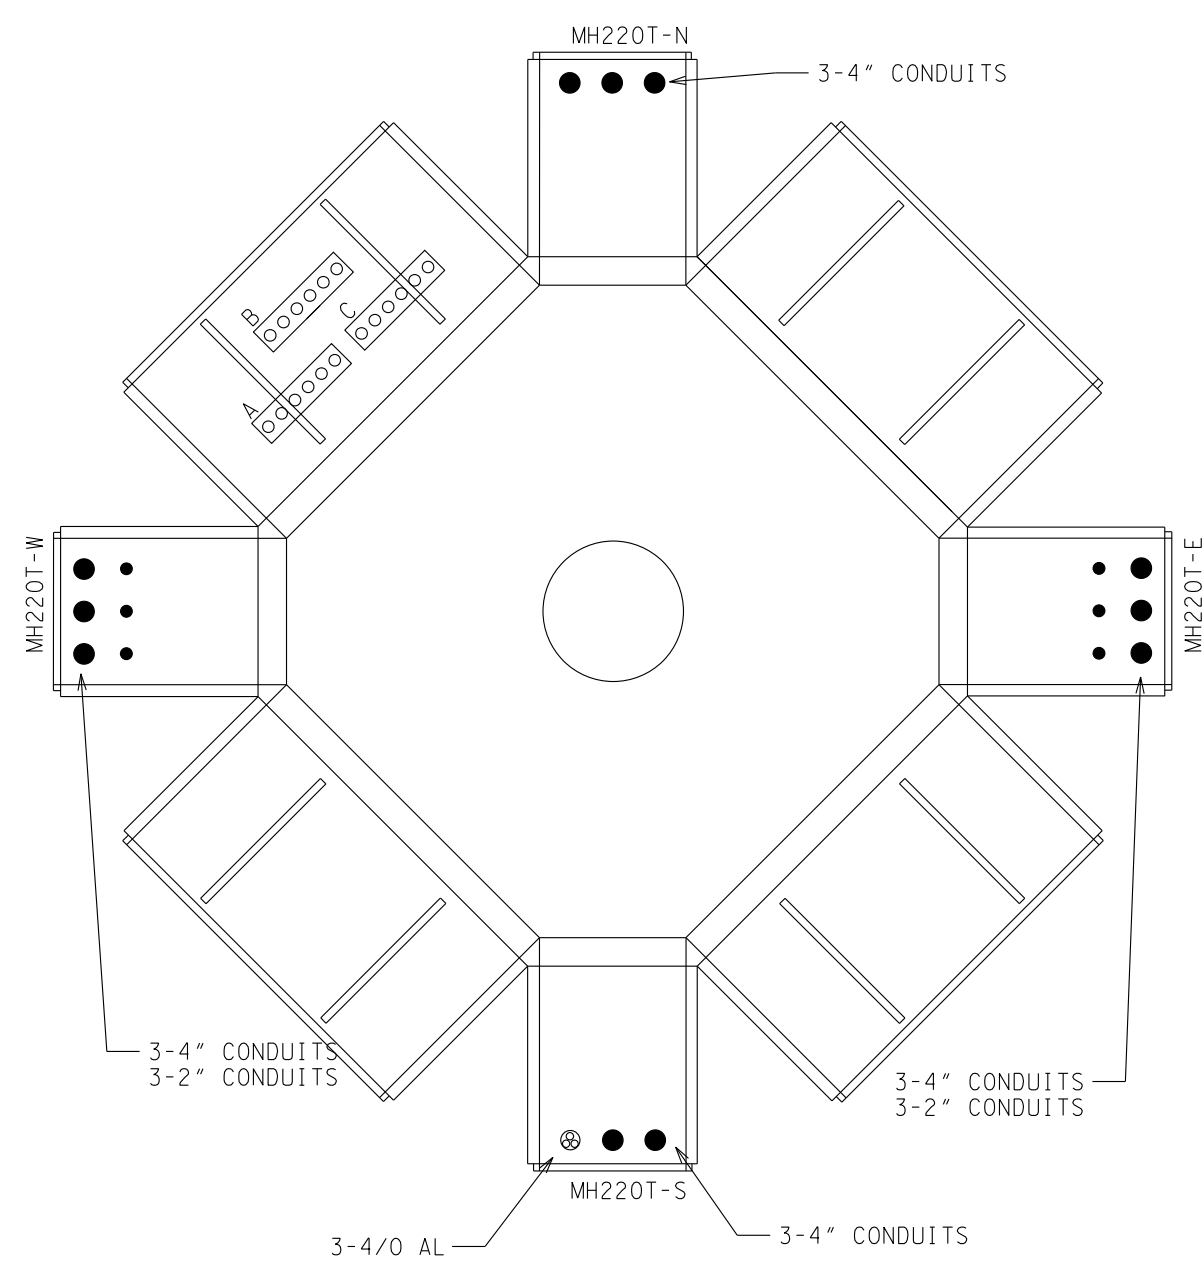 MH220T-N
3-4" CONDUITS
B
C
A
MH220T-W
MH220T-E
3-4" CONDUITS
3-2" CONDUITS
3-4" CONDUITS
3-2" CONDUITS
MH220T-S
3-4/0 AL
3-4" CONDUITS